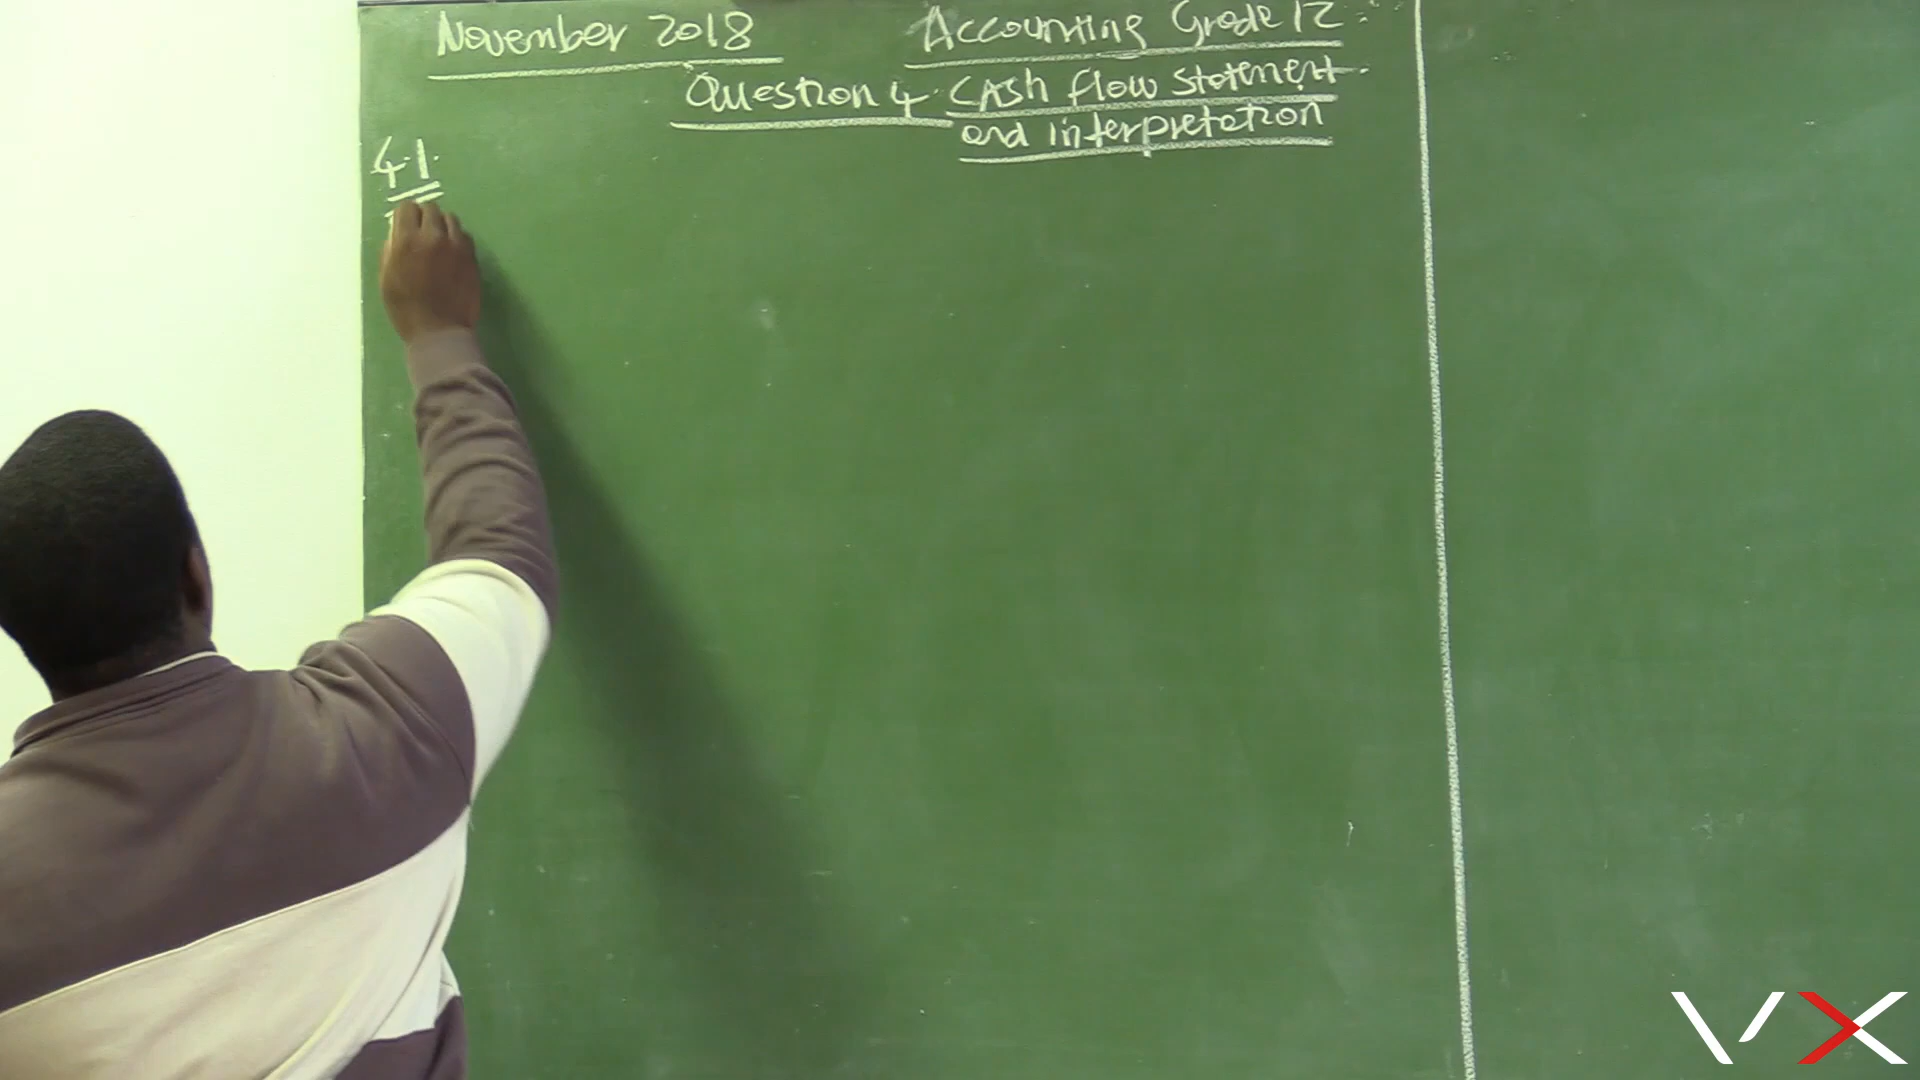 November 2018 Accounting Grade 12
Question 4. Cash flow statement
and interpretation
4.1.
VX